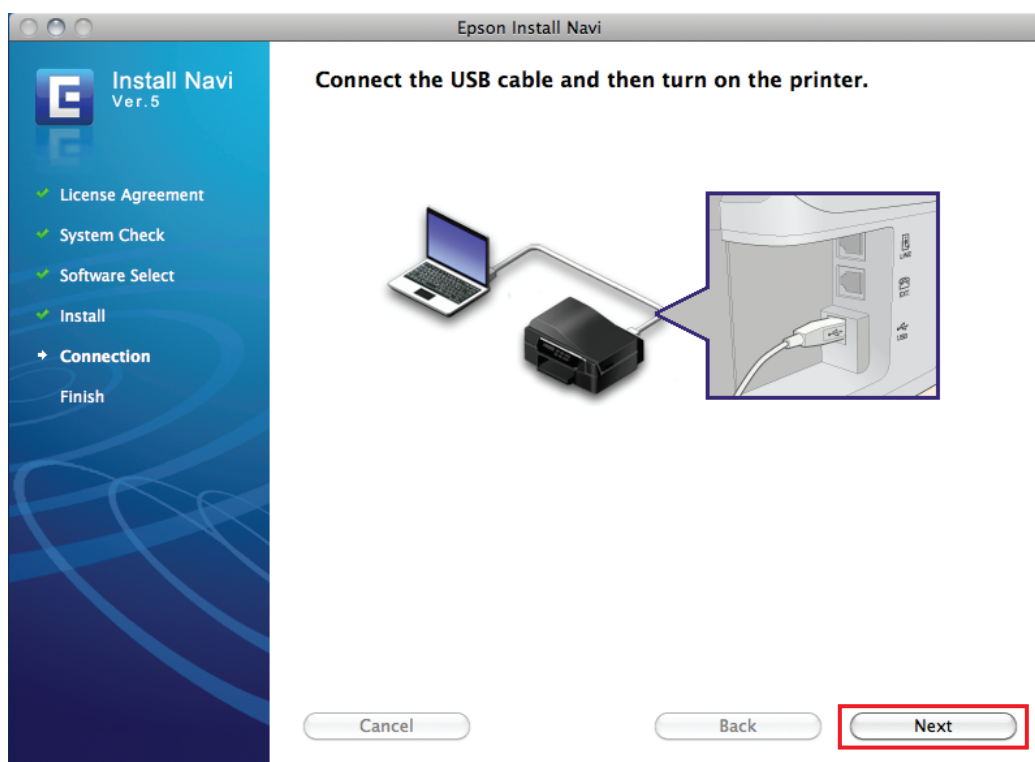 Epson Install Navi
E
Install Navi
Ver.5
License Agreement
System Check
Software Select
Install
Connection
Finish
Connect the USB cable and then turn on the printer.
LINE
EXT
USB
Cancel
Back
Next